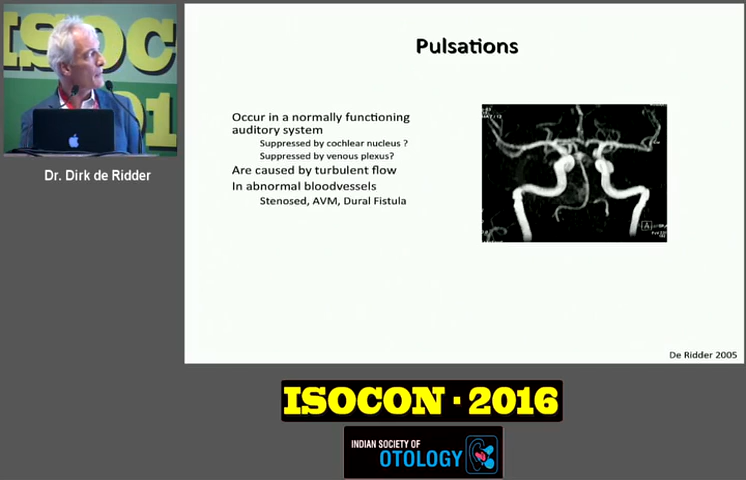 ISOC
Pulsations
Occur in a normally functioning
auditory system
Suppressed by cochlear nucleus ?
Suppressed by venous plexus?
Are caused by turbulent flow
In abnormal bloodvessels
Stenosed, AVM, Dural Fistula
Dr. Dirk de Ridder
A
De Ridder 2005
ISOCON · 2016
INDIAN SOCIETY OF
OTOLOGY